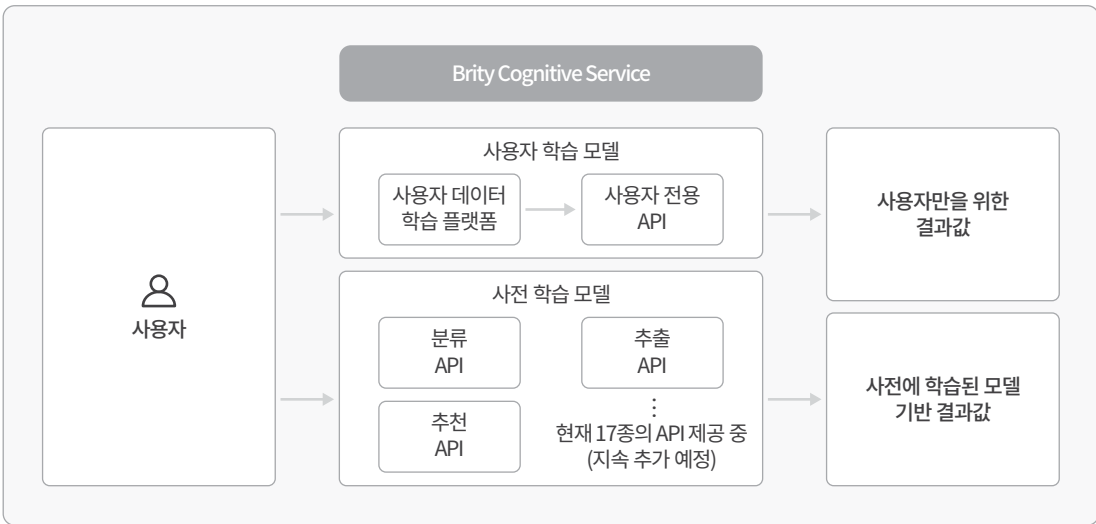 Brity Cognitive Service
사용자
사용자 학습 모델
사용자 데이터
학습 플랫폼
사용자 전용
API
사전 학습 모델
분류
API
추출
API
추천
API
⋮
현재 17종의 API 제공 중
(지속 추가 예정)
사용자만을 위한
결과값
사전에 학습된 모델
기반 결과값